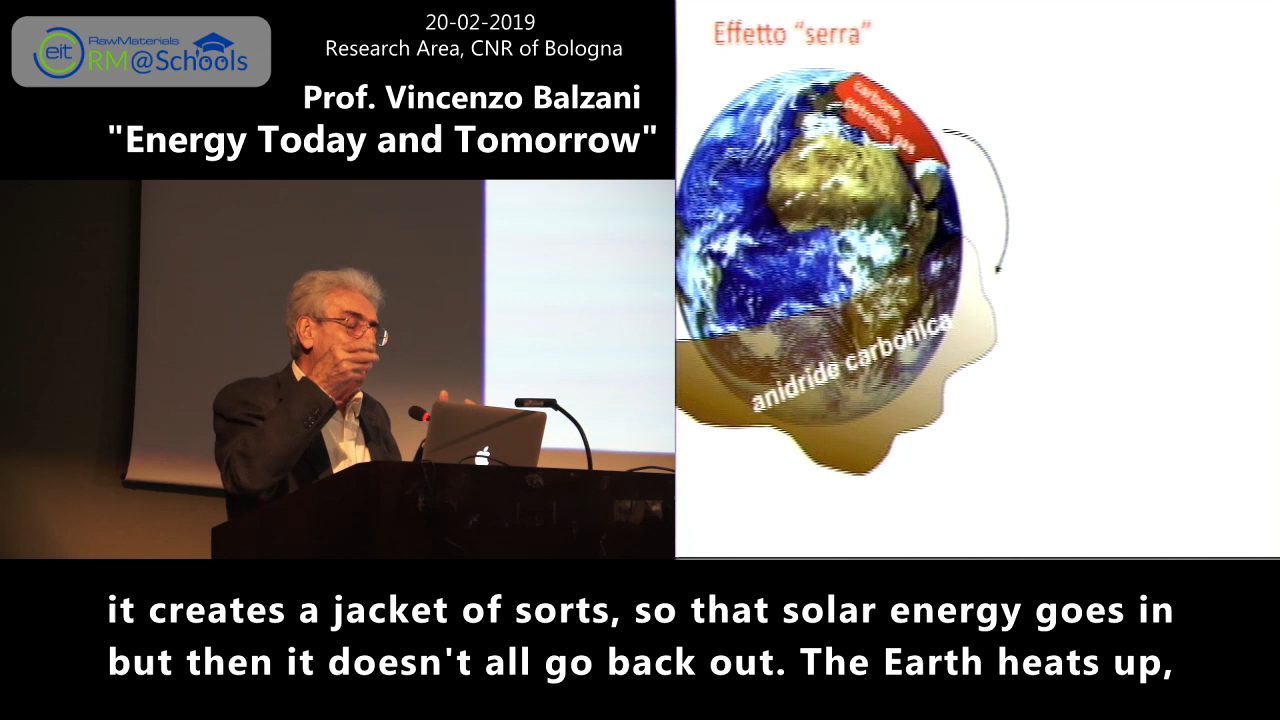 eit
RawMaterials
RM@Schools
20-02-2019
Research Area, CNR of Bologna
Prof. Vincenzo Balzani
"Energy Today and Tomorrow"
Effetto “serra”
carbone,
petrolio, gas
anidride carbonica
it creates a jacket of sorts, so that solar energy goes in
but then it doesn't all go back out. The Earth heats up,